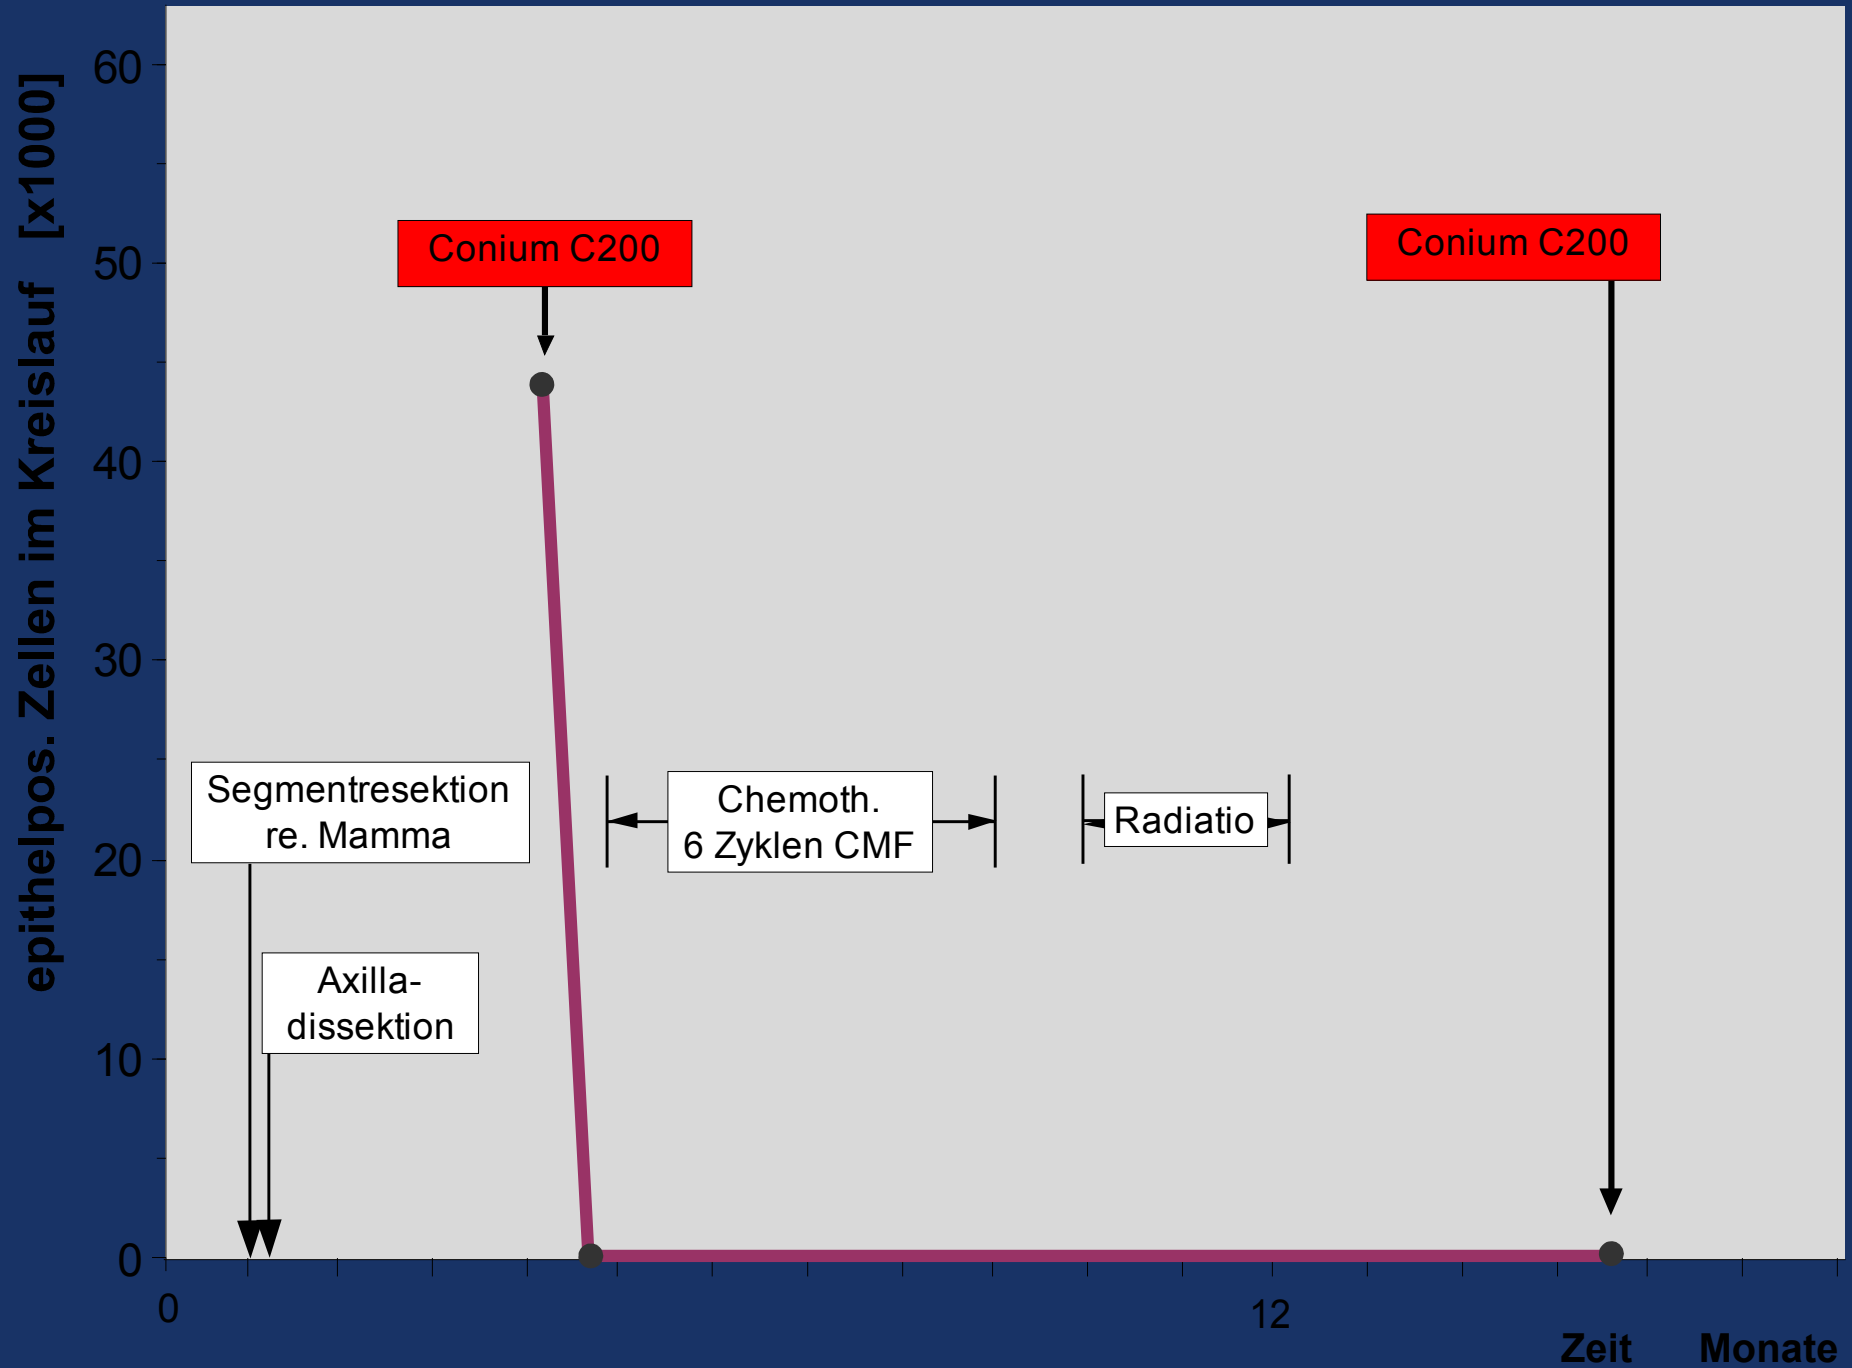 epithelpos. Zellen im Kreislauf [x1000]
60
50
40
30
20
10
0
Conium C200
Conium C200
Segmentresektion
re. Mamma
Chemoth.
6 Zyklen CMF
Radiatio
Axilla-
dissektion
0
12
Zeit Monate